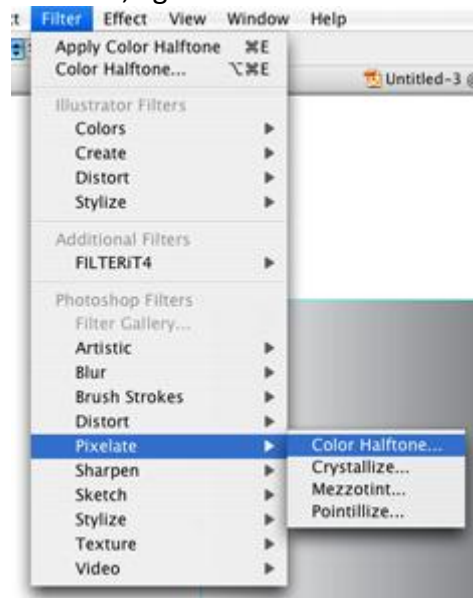 Filter Effect View Window Help
Apply Color Halftone ⌘E
Color Halftone... ⌥⌘E
Untitled-3 @
Illustrator Filters
Colors
Create
Distort
Stylize
Additional Filters
FILTERiT4
Photoshop Filters
Filter Gallery...
Artistic
Blur
Brush Strokes
Distort
Pixelate Color Halftone...
Sharpen Crystallize...
Sketch Mezzotint...
Stylize Pointillize...
Texture
Video